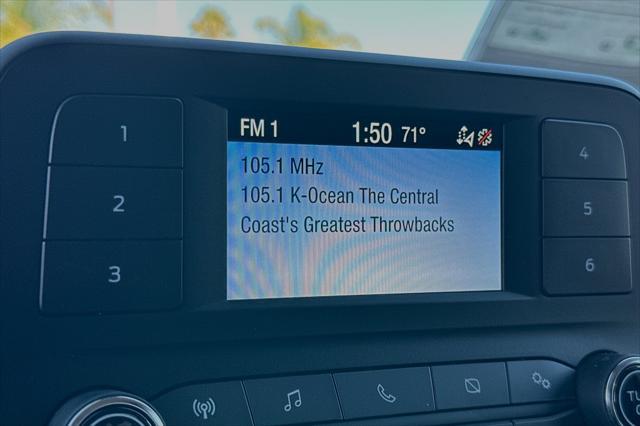 FM 1 1:50 71°
105.1 MHz
105.1 K-Ocean The Central
Coast's Greatest Throwbacks
1
2
3
4
5
6